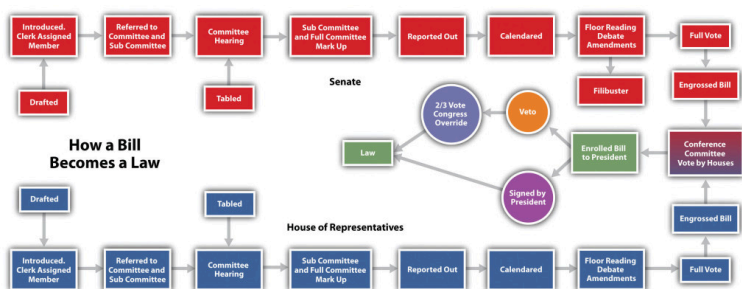 Introduced.
Clerk Assigned
Member
Referred to
Committee and
Sub Committee
Committee
Hearing
Sub Committee
and Full Committee
Mark Up
Reported Out
Calendared
Floor Reading
Debate
Amendments
Full Vote
Drafted
Tabled
Senate
Filibuster
Engrossed Bill
2/3 Vote
Congress
Override
Veto
How a Bill
Becomes a Law
Law
Enrolled Bill
to President
Conference
Committee
Vote by Houses
Signed by
President
Drafted
Tabled
House of Representatives
Engrossed Bill
Introduced.
Clerk Assigned
Member
Referred to
Committee and
Sub Committee
Committee
Hearing
Sub Committee
and Full Committee
Mark Up
Reported Out
Calendared
Floor Reading
Debate
Amendments
Full Vote